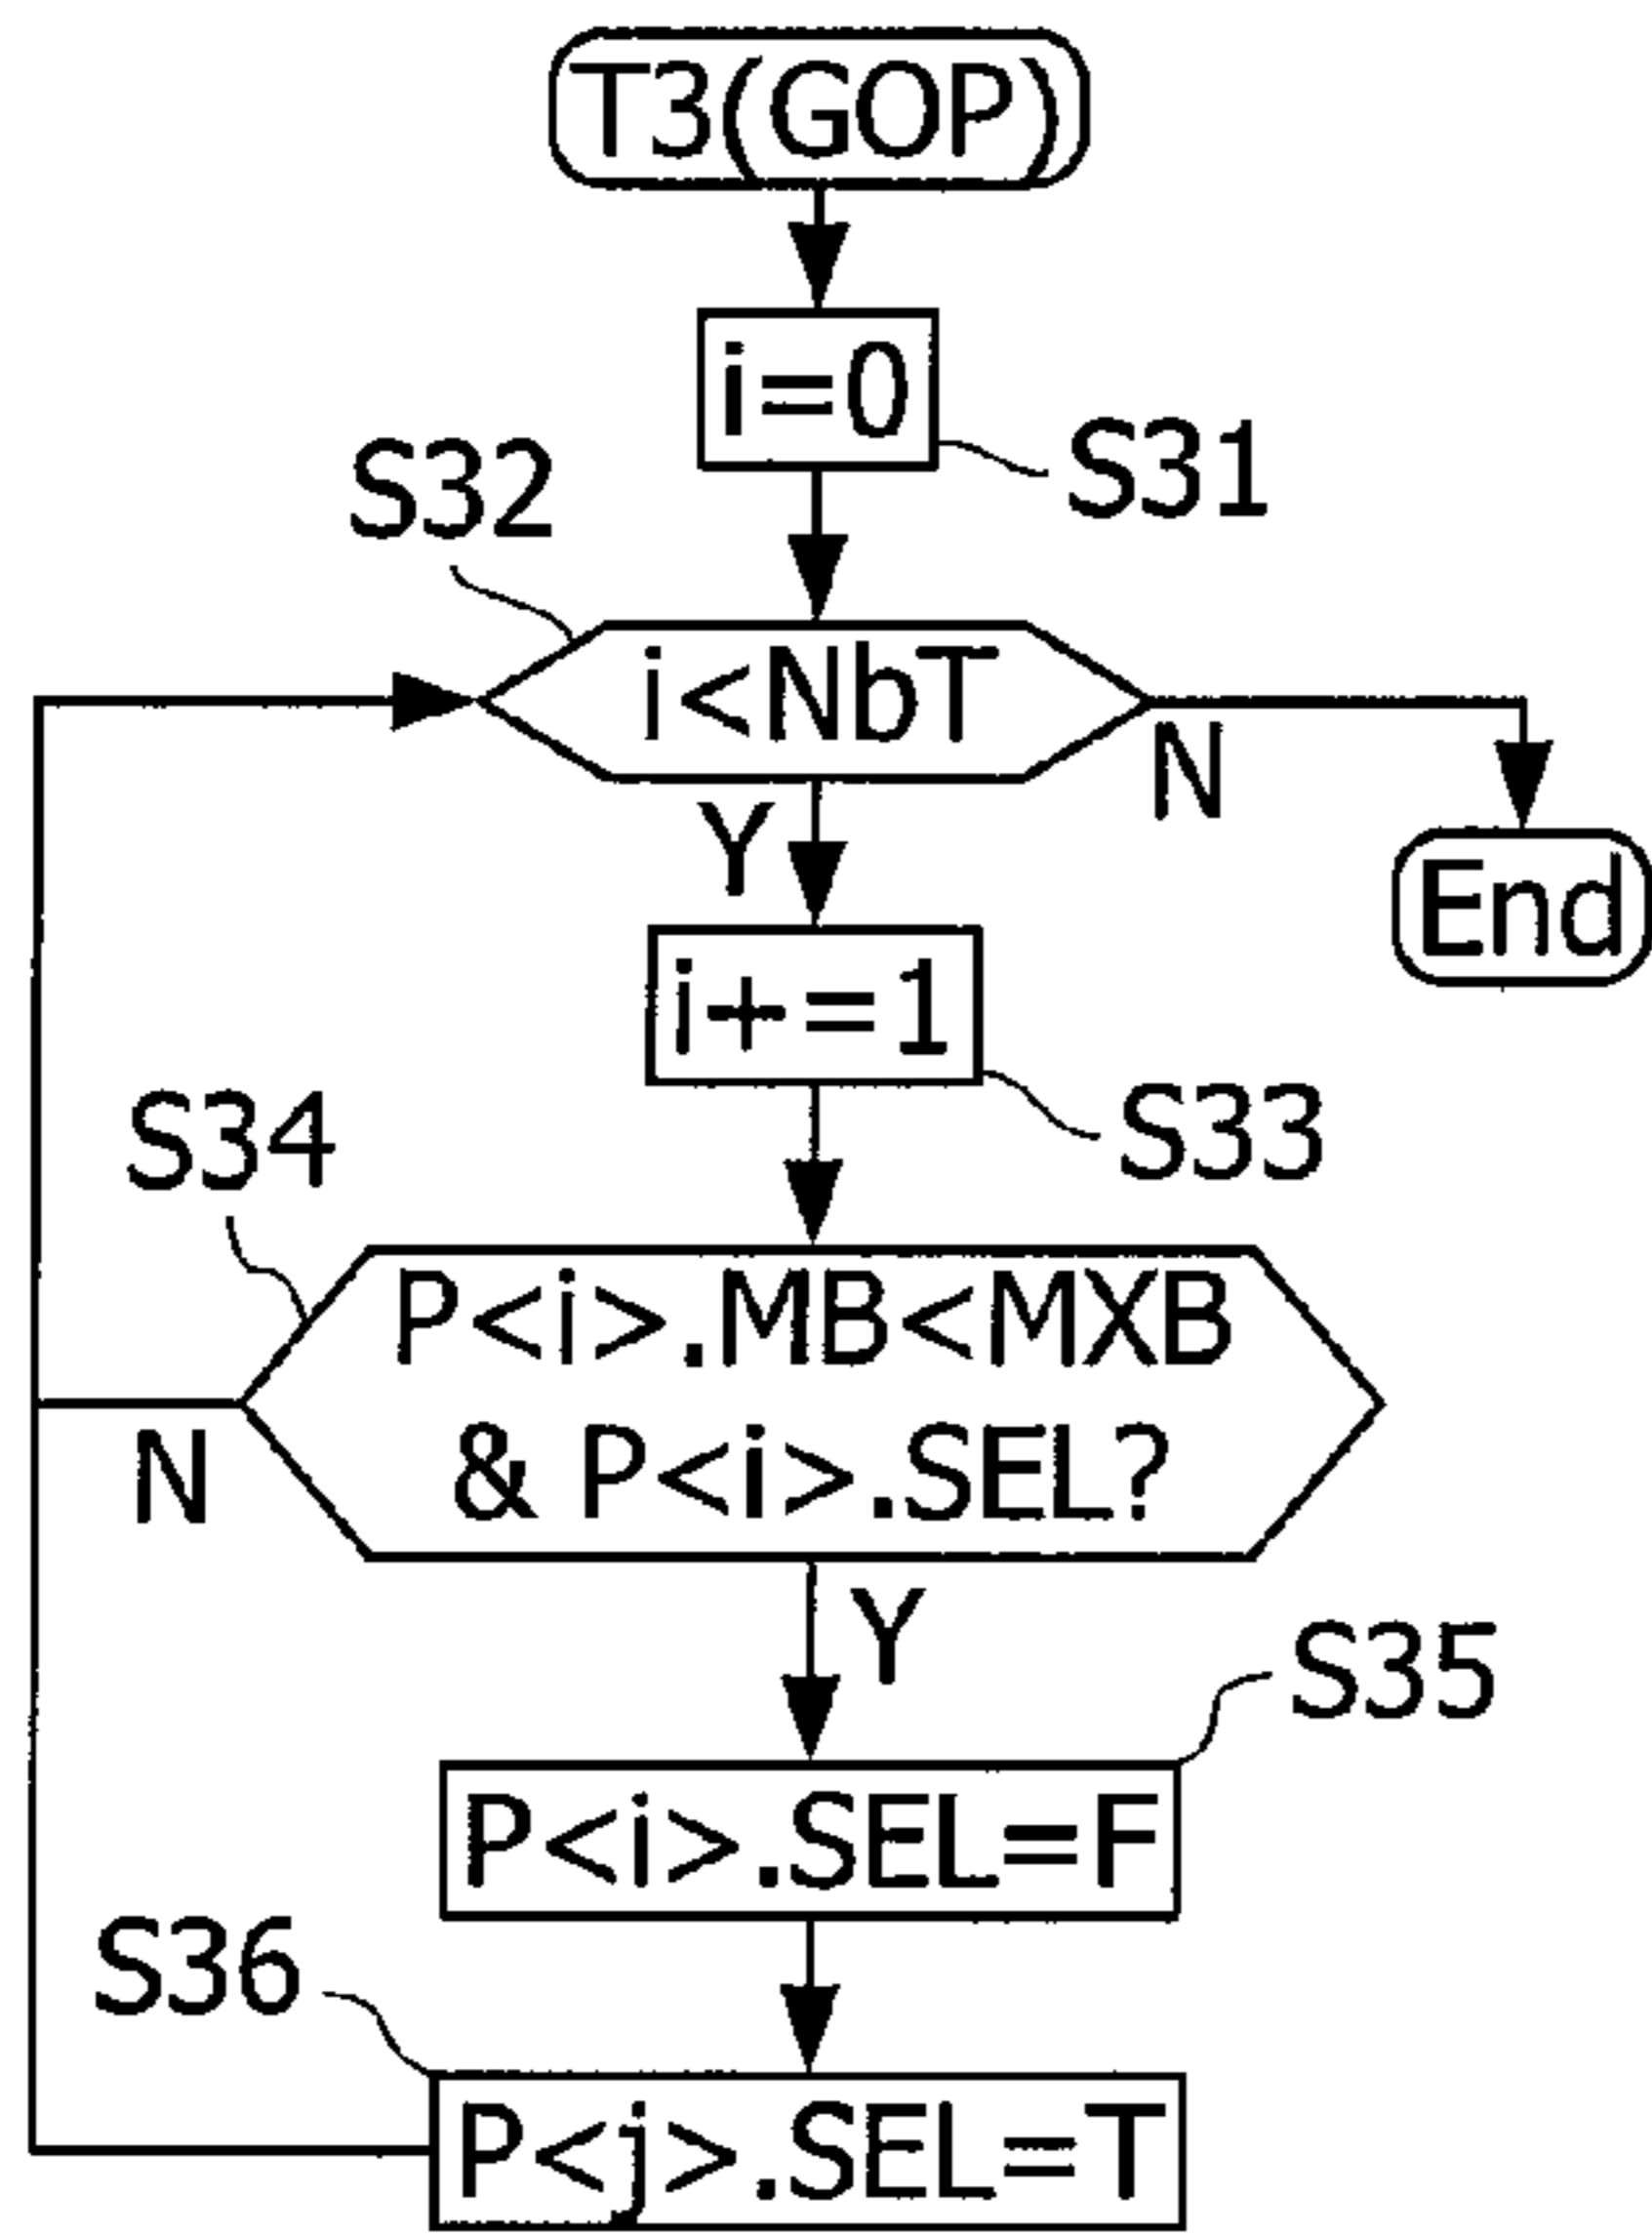 T3(GOP)
i=0
S31
S32
i<NbT
N
Y
End
i+=1
S33
S34
P<i>.MB<MXB
& P<i>.SEL?
N
Y
S35
P<i>.SEL=F
S36
P<j>.SEL=T